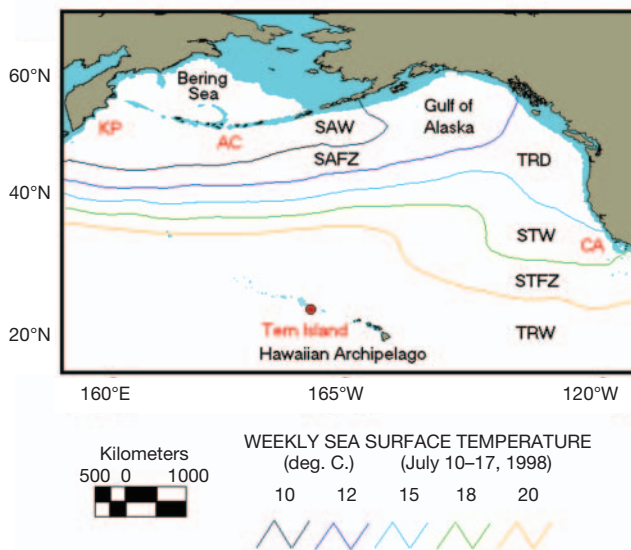 60°N
40°N
20°N
Bering
Sea
KP
AC
SAW
SAFZ
Gulf of
Alaska
TRD
STW
CA
STFZ
TRW
Tern Island
Hawaiian Archipelago
160°E
165°W
120°W
Kilometers
500 0 1000
WEEKLY SEA SURFACE TEMPERATURE
(deg. C.) (July 10–17, 1998)
10 12 15 18 20